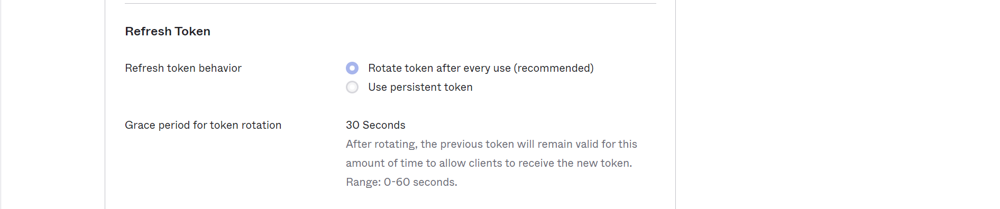 Refresh Token
Refresh token behavior
Rotate token after every use (recommended)
Use persistent token
Grace period for token rotation
30 Seconds
After rotating, the previous token will remain valid for this
amount of time to allow clients to receive the new token.
Range: 0-60 seconds.